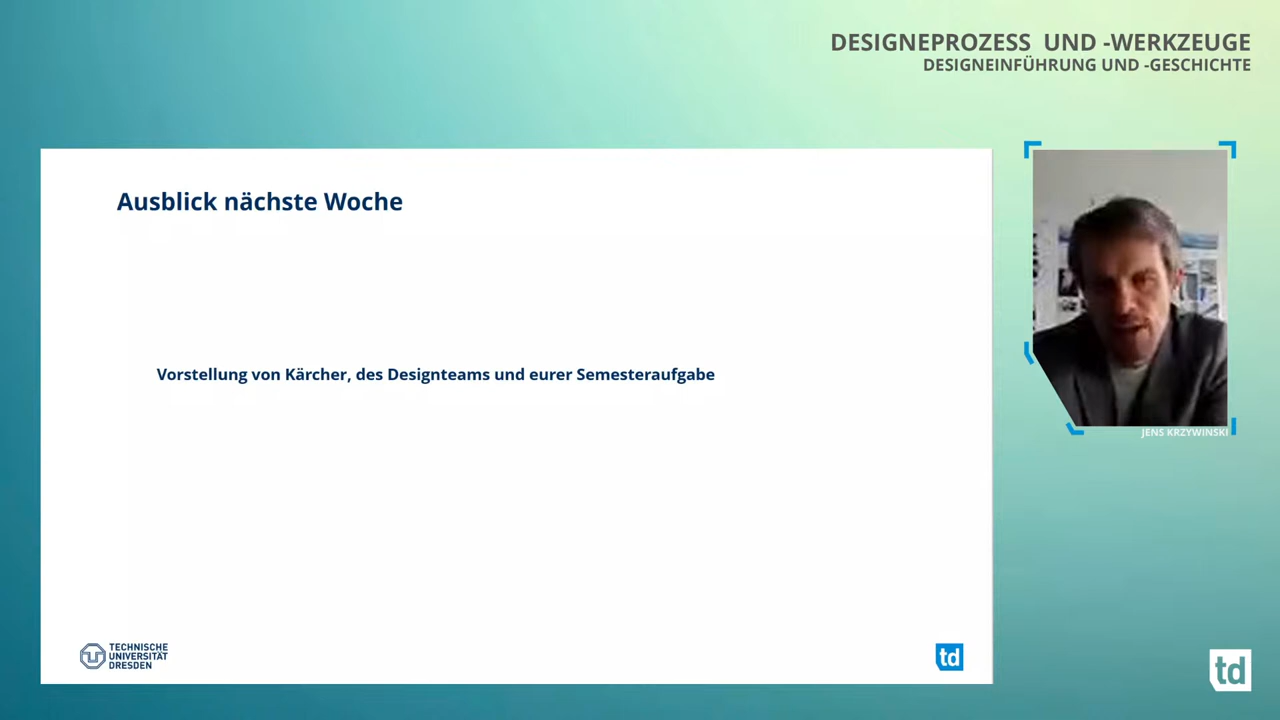 DESIGNEPROZESS UND -WERKZEUGE
DESIGNEINFÜHRUNG UND -GESCHICHTE
Ausblick nächste Woche
Vorstellung von Kärcher, des Designteams und eurer Semesteraufgabe
JENS KRZYWINSKI
TECHNISCHE
UNIVERSITÄT
DRESDEN
td
td